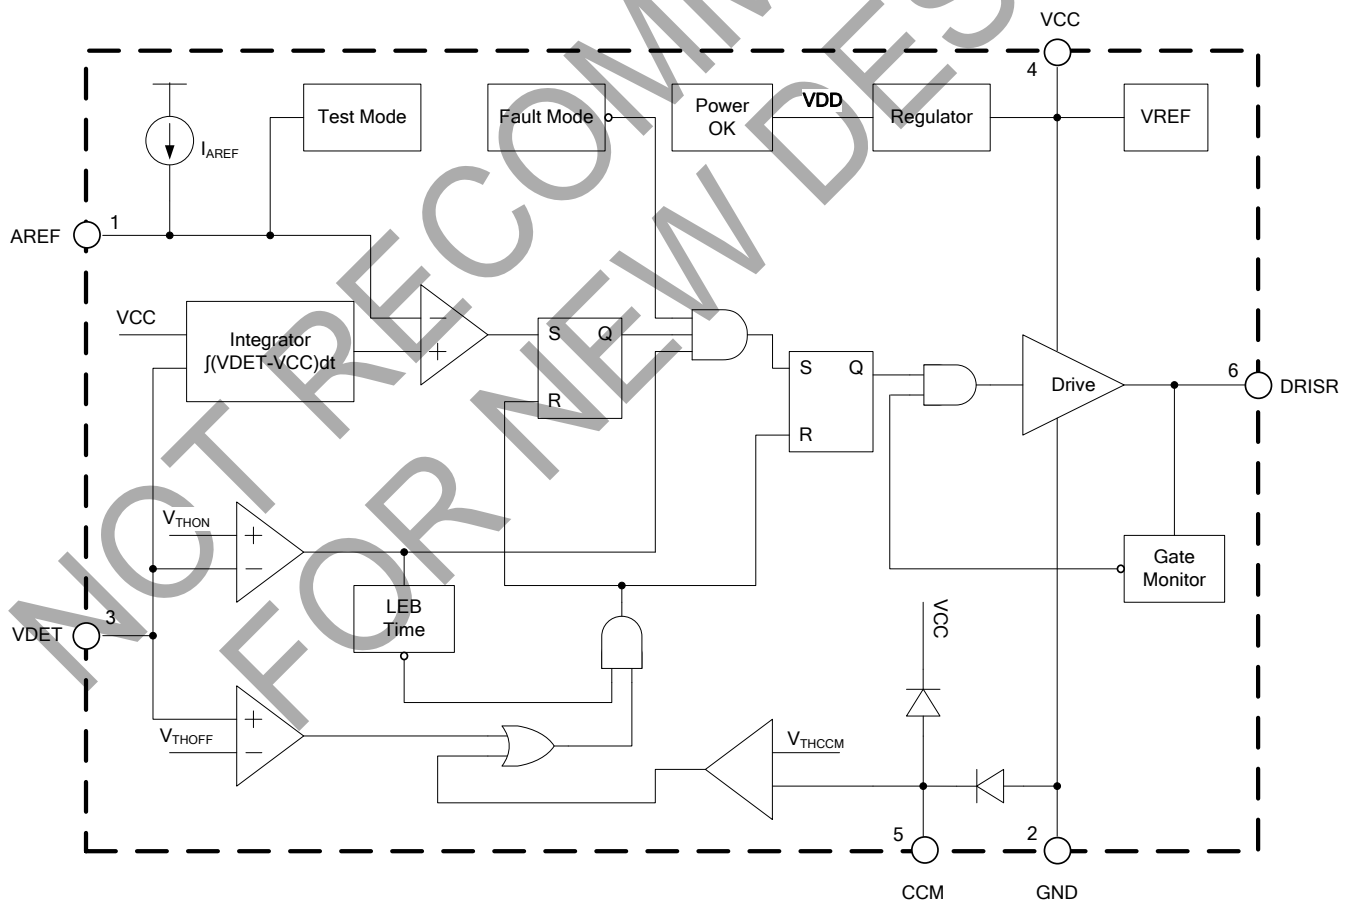 VCC
4
Test Mode
Fault Mode
Power
OK
VDD
Regulator
VREF
IAREF
AREF
1
VCC
Integrator
∫(VDET-VCC)dt
−
+
S
Q
R
S
Q
R
Drive
6
DRISR
VTHON
+
−
LEB
Time
Gate
Monitor
VDET
3
VCC
+
−
VTHOFF
VTHCCM
5
2
CCM
GND
NOT RECOMM
FOR NEW DES